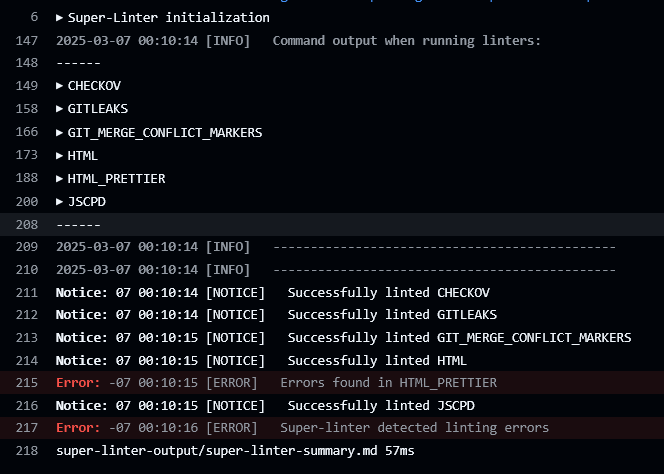 6 ▸ Super-Linter initialization
147 2025-03-07 00:10:14 [INFO] Command output when running linters:
148 ------
149 ▸ CHECKOV
158 ▸ GITLEAKS
166 ▸ GIT_MERGE_CONFLICT_MARKERS
173 ▸ HTML
188 ▸ HTML_PRETTIER
200 ▸ JSCPD
208 ------
209 2025-03-07 00:10:14 [INFO] ----------------------------------------------
210 2025-03-07 00:10:14 [INFO] ----------------------------------------------
211 Notice: 07 00:10:14 [NOTICE] Successfully linted CHECKOV
212 Notice: 07 00:10:14 [NOTICE] Successfully linted GITLEAKS
213 Notice: 07 00:10:15 [NOTICE] Successfully linted GIT_MERGE_CONFLICT_MARKERS
214 Notice: 07 00:10:15 [NOTICE] Successfully linted HTML
215 Error: -07 00:10:15 [ERROR] Errors found in HTML_PRETTIER
216 Notice: 07 00:10:15 [NOTICE] Successfully linted JSCPD
217 Error: -07 00:10:16 [ERROR] Super-linter detected linting errors
218 super-linter-output/super-linter-summary.md 57ms